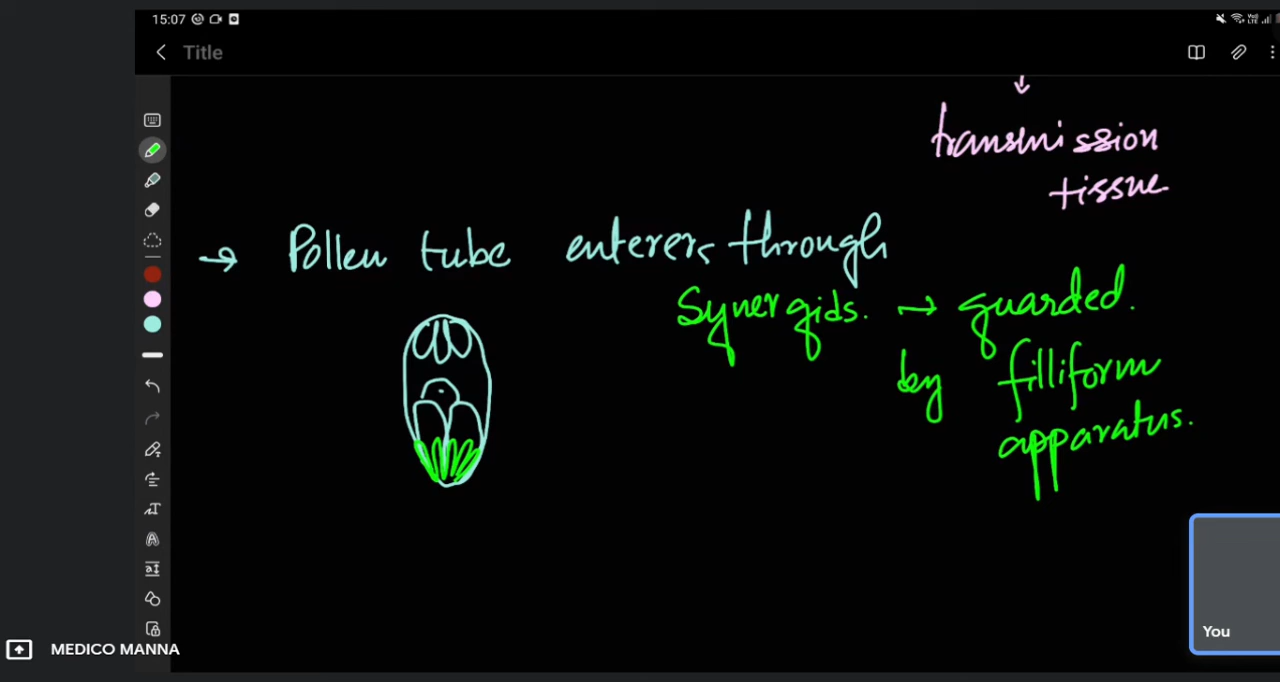 15:07
Title
transmission
tissue
→ Pollen tube enterers through
Synergids. → guarded.
by filliform
apparatus.
MEDICO MANNA
You